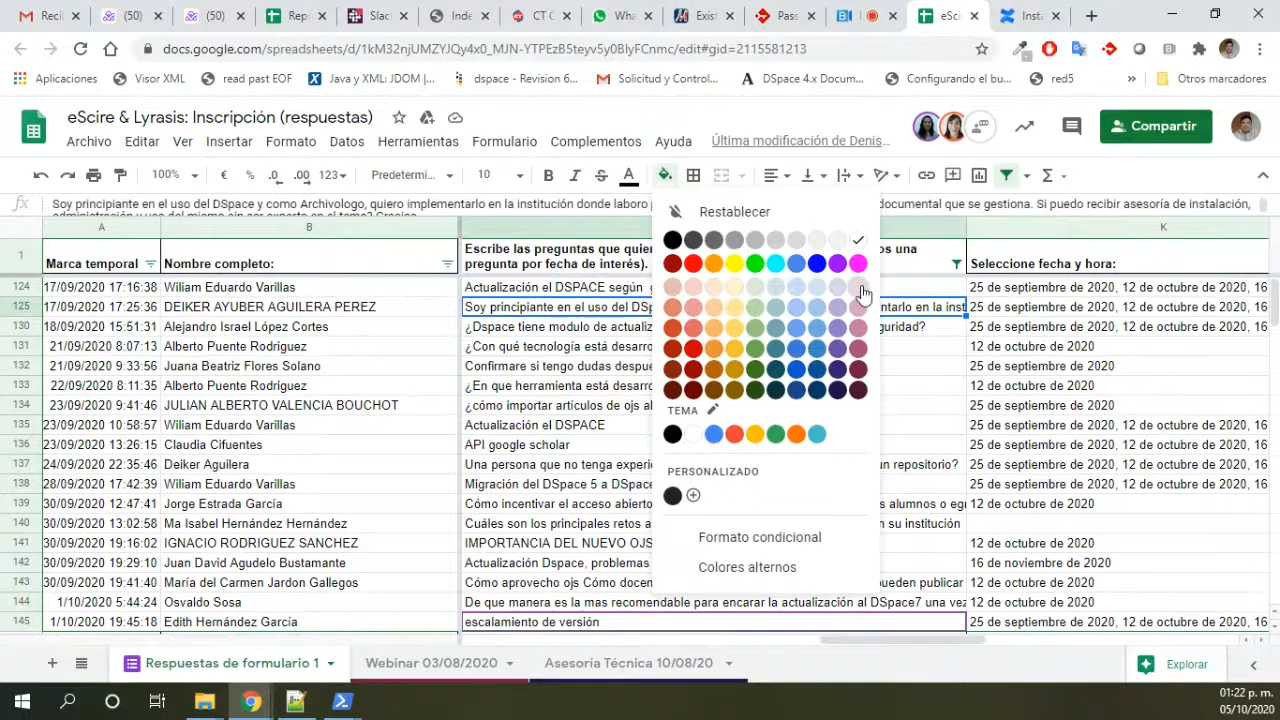 Reci
(50)
(50)
Repo
Slac
Inde
CT C
Wha
Exist
Pass
eSci
Insta
docs.google.com/spreadsheets/d/1kM32njUMZYJQy4x0_MJN-YTPEzB5teyv5y0BlyFCnmc/edit#gid=2115581213
Aplicaciones
Visor XML
read past EOF
Java y XML: JDOM |...
dspace - Revision 6...
Solicitud y Control...
DSpace 4.x Docum...
Configurando el bu...
red5
Otros marcadores
eScire & Lyrasis: Inscripción (respuestas)
Compartir
Archivo Editar Ver Insertar Formato Datos Herramientas Formulario Complementos Ayuda
Última modificación de Denis...
100% € % .0 .00 123 Predetermi... 10 B I S A
fx Soy principiante en el uso del DSpace y como Archivologo, quiero implementarlo en la institución donde laboro documental que se gestiona. Si puedo recibir asesoría de instalación,
A B K
1 Marca temporal Nombre completo: Escribe las preguntas que quie os una Seleccione fecha y hora:
pregunta por fecha de interés).
124 17/09/2020 17:16:38 Wiliam Eduardo Varillas Actualización el DSPACE según 25 de septiembre de 2020, 12 de octubre de 2020, 16
125 17/09/2020 17:25:36 DEIKER AYUBER AGUILERA PEREZ Soy principiante en el uso del DSp ntarlo en la inst 25 de septiembre de 2020, 12 de octubre de 2020, 16
130 18/09/2020 15:51:31 Alejandro Israel López Cortes ¿Dspace tiene modulo de actualiz guridad? 25 de septiembre de 2020, 12 de octubre de 2020, 16
131 21/09/2020 8:07:13 Alberto Puente Rodriguez ¿Con qué tecnología está desarro 12 de octubre de 2020
132 21/09/2020 9:33:56 Juana Beatriz Flores Solano Confirmare si tengo dudas despue 25 de septiembre de 2020
133 22/09/2020 8:11:35 Alberto Puente Rodriguez ¿En que herramienta está desarro 12 de octubre de 2020
134 23/09/2020 9:41:46 JULIAN ALBERTO VALENCIA BOUCHOT ¿cómo importar artículos de ojs al 25 de septiembre de 2020
135 23/09/2020 10:58:57 Wiliam Eduardo Varillas Actualización el DSPACE 25 de septiembre de 2020, 12 de octubre de 2020, 16
136 23/09/2020 13:26:15 Claudia Cifuentes API google scholar 25 de septiembre de 2020, 12 de octubre de 2020, 16
137 24/09/2020 22:35:46 Deiker Aguilera Una persona que no tenga experie un repositorio? 25 de septiembre de 2020, 12 de octubre de 2020, 16
138 28/09/2020 17:42:39 Wiliam Eduardo Varillas Migración del DSpace 5 a DSpace 25 de septiembre de 2020, 12 de octubre de 2020, 16
139 30/09/2020 12:47:41 Jorge Estrada García Cómo incentivar el acceso abierto alumnos o eg 12 de octubre de 2020
140 30/09/2020 13:02:58 Ma Isabel Hernández Hernández Cuáles son los principales retos a n su institución
141 30/09/2020 19:16:02 IGNACIO RODRIGUEZ SANCHEZ IMPORTANCIA DEL NUEVO OJS 12 de octubre de 2020
142 30/09/2020 19:29:10 Juan David Agudelo Bustamante Actualización Dspace, problemas 16 de noviembre de 2020
143 30/09/2020 19:41:40 María del Carmen Jardon Gallegos Cómo aprovecho ojs Cómo docen ueden publicar 12 de octubre de 2020
144 1/10/2020 5:44:24 Osvaldo Sosa De que manera es la mas recomendable para encarar la actualización al DSpace7 una vez 12 de octubre de 2020
145 1/10/2020 19:45:18 Edith Hernández García escalamiento de versión 25 de septiembre de 2020, 12 de octubre de 2020, 16
Restablecer
TEMA
PERSONALIZADO
Formato condicional
Colores alternos
Respuestas de formulario 1
Webinar 03/08/2020
Asesoría Técnica 10/08/20
Explorar
01:22 p. m.
05/10/2020